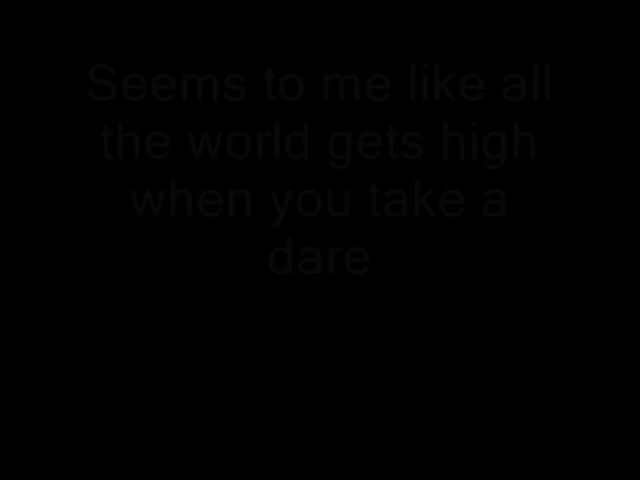 Seems to me like all
the world gets high
when you take a
dare